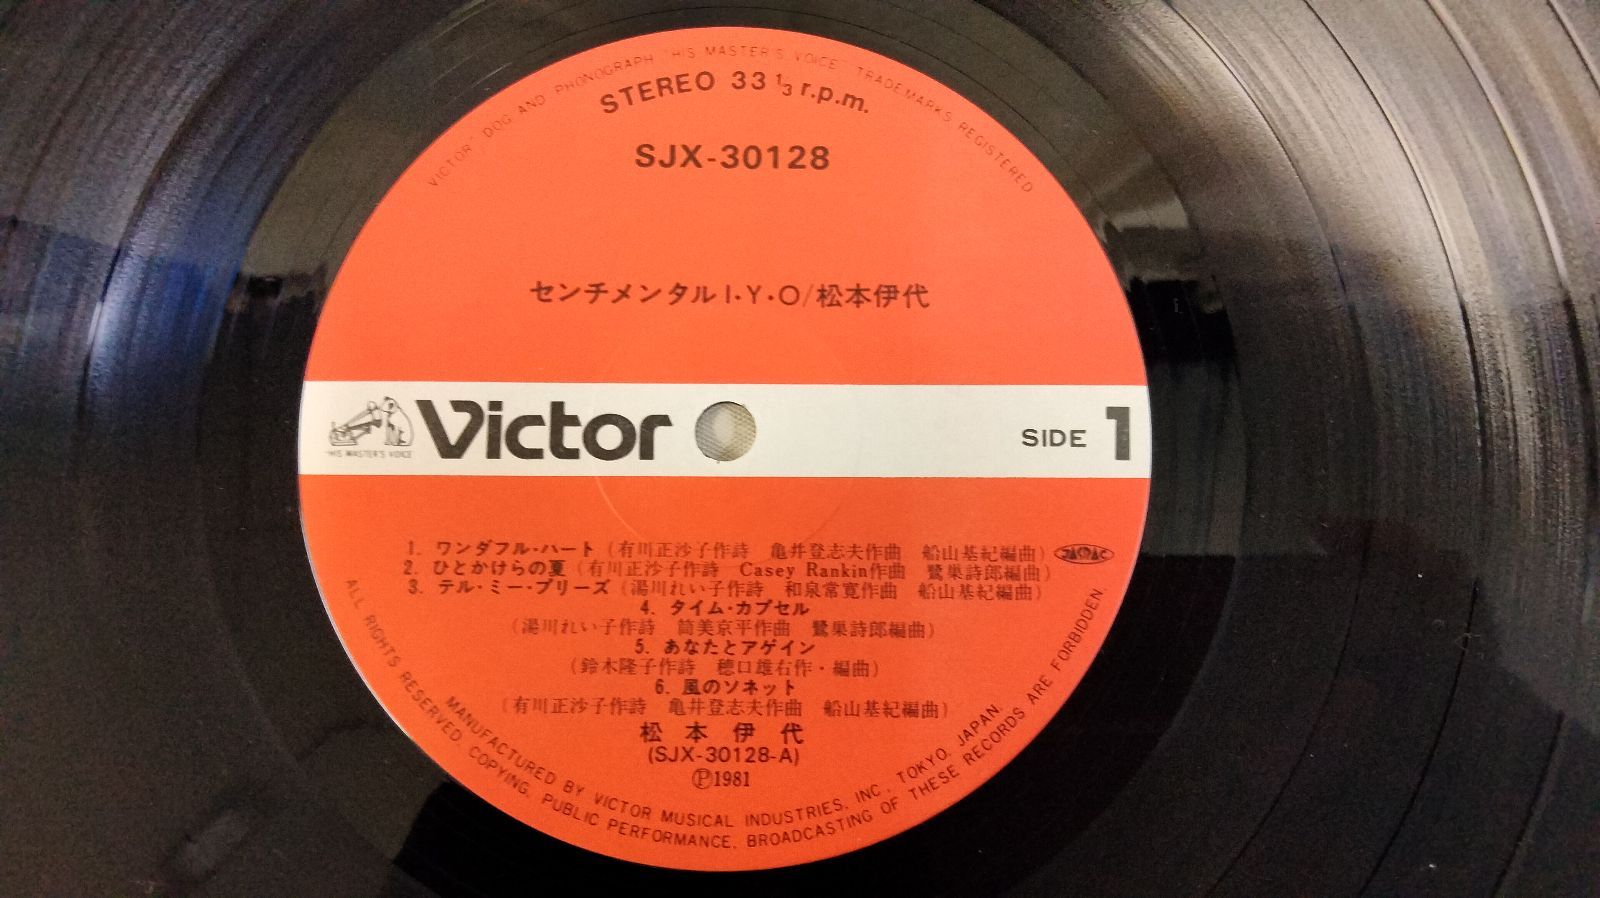 VICTOR "DOG AND PHONOGRAPH "HIS MASTER'S VOICE" TRADEMARKS REGISTERED
STEREO 33 1/3 r.p.m.
SJX-30128
センチメンタルI・Y・O/松本伊代
"HIS MASTER'S VOICE"
Victor
SIDE 1
1. ワンダフル・ハート (有川正沙子作詩 亀井登志夫作曲 船山基紀編曲) JASRAC
2. ひとかけらの夏 (有川正沙子作詩 Casey Rankin作曲 鷺巣詩郎編曲)
3. テル・ミー・プリーズ (湯川れい子作詩 和泉常寛作曲 船山基紀編曲)
4. タイム・カプセル
(湯川れい子作詩 筒美京平作曲 鷺巣詩郎編曲)
5. あなたとアゲイン
(鈴木隆子作詩 穂口雄右作・編曲)
6. 風のソネット
(有川正沙子作詩 亀井登志夫作曲 船山基紀編曲)
松本伊代
(SJX-30128-A)
Ⓟ1981
MANUFACTURED BY VICTOR MUSICAL INDUSTRIES, INC., TOKYO, JAPAN.
ALL RIGHTS RESERVED. COPYING, PUBLIC PERFORMANCE, BROADCASTING OF THESE RECORDS ARE FORBIDDEN.